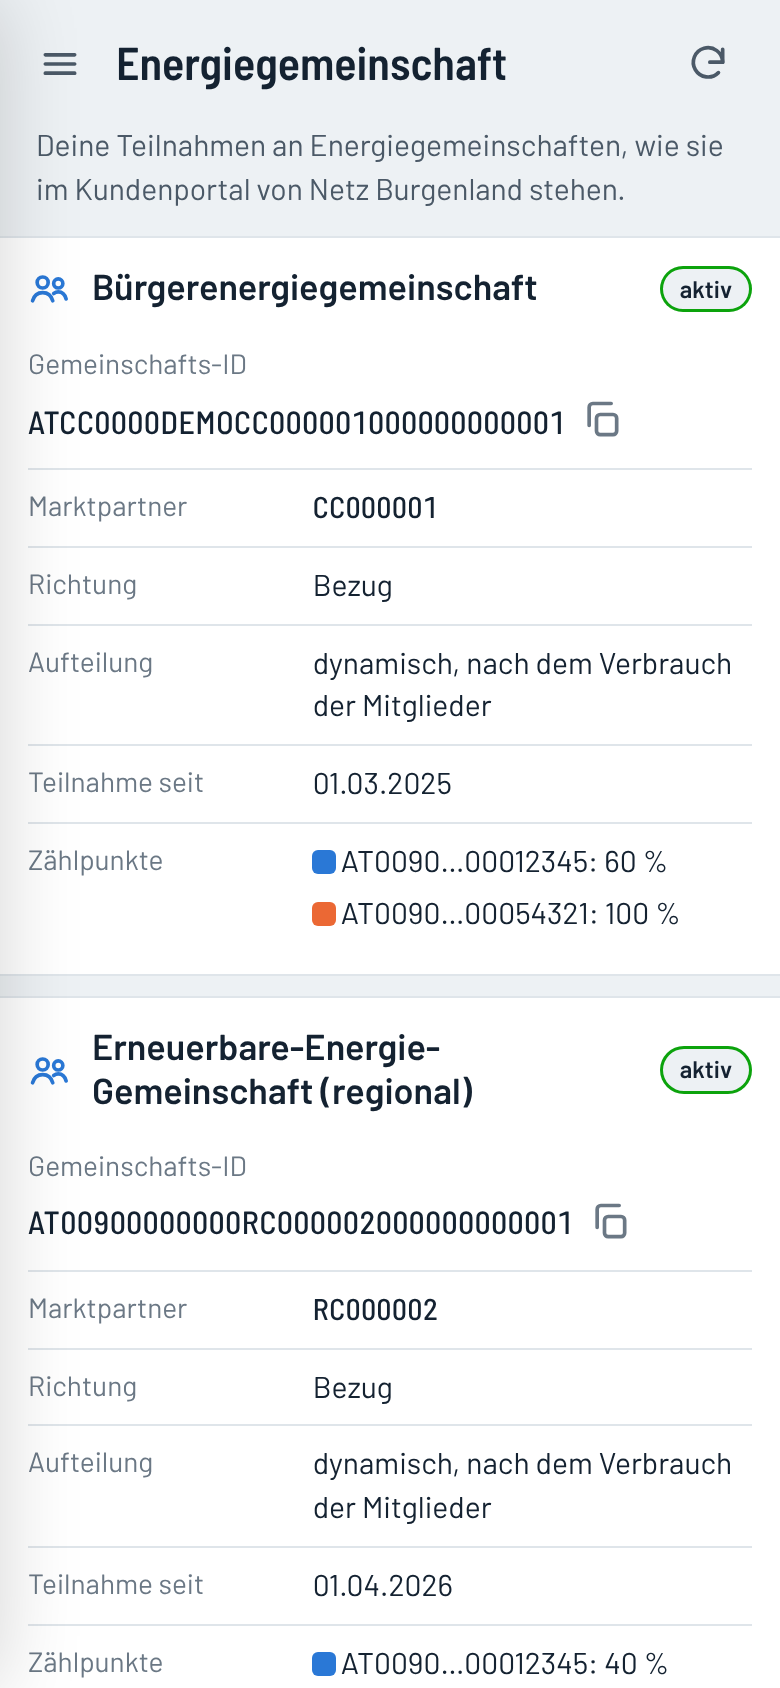 Energiegemeinschaft
Deine Teilnahmen an Energiegemeinschaften, wie sie
im Kundenportal von Netz Burgenland stehen.
Bürgerenergiegemeinschaft
aktiv
Gemeinschafts-ID
ATCC0000DEMOCC000001000000000001
Marktpartner
CC000001
Richtung
Bezug
Aufteilung
dynamisch, nach dem Verbrauch
der Mitglieder
Teilnahme seit
01.03.2025
Zählpunkte
AT0090...00012345: 60 %
AT0090...00054321: 100 %
Erneuerbare-Energie-
Gemeinschaft (regional)
aktiv
Gemeinschafts-ID
AT00900000000RC000002000000000001
Marktpartner
RC000002
Richtung
Bezug
Aufteilung
dynamisch, nach dem Verbrauch
der Mitglieder
Teilnahme seit
01.04.2026
Zählpunkte
AT0090...00012345: 40 %